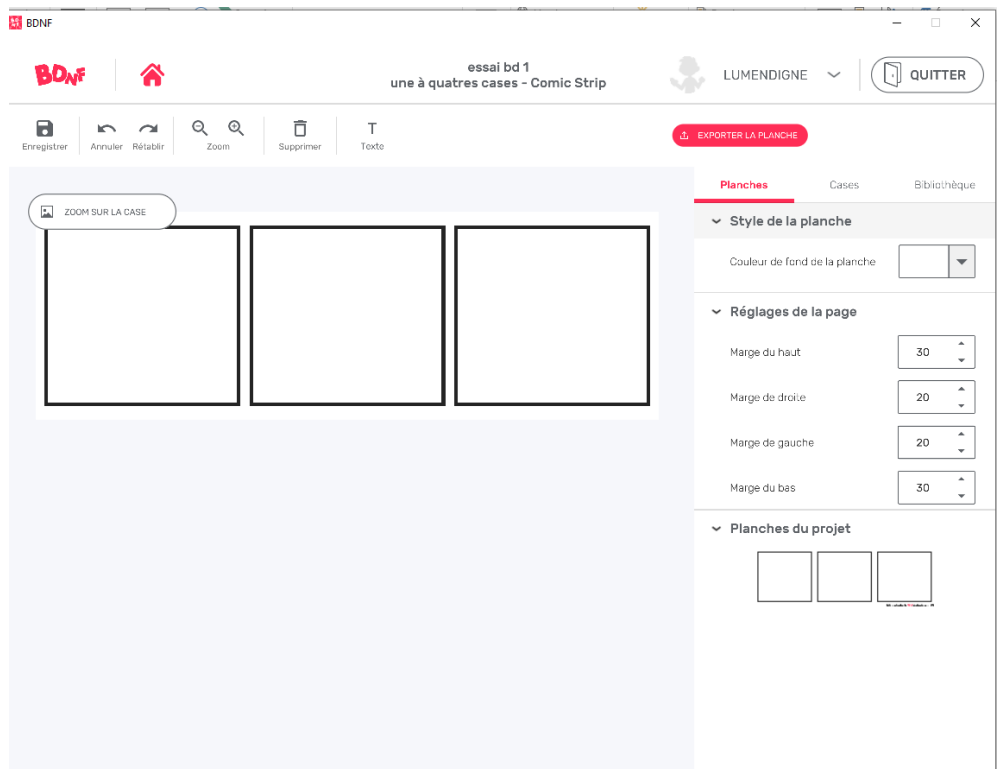 BDNF
BDnF
essai bd 1
une à quatres cases - Comic Strip
LUMENDIGNE
QUITTER
Enregistrer
Annuler
Rétablir
Zoom
Supprimer
T
Texte
EXPORTER LA PLANCHE
ZOOM SUR LA CASE
Planches
Cases
Bibliothèque
Style de la planche
Couleur de fond de la planche
Réglages de la page
Marge du haut
30
Marge de droite
20
Marge de gauche
20
Marge du bas
30
Planches du projet